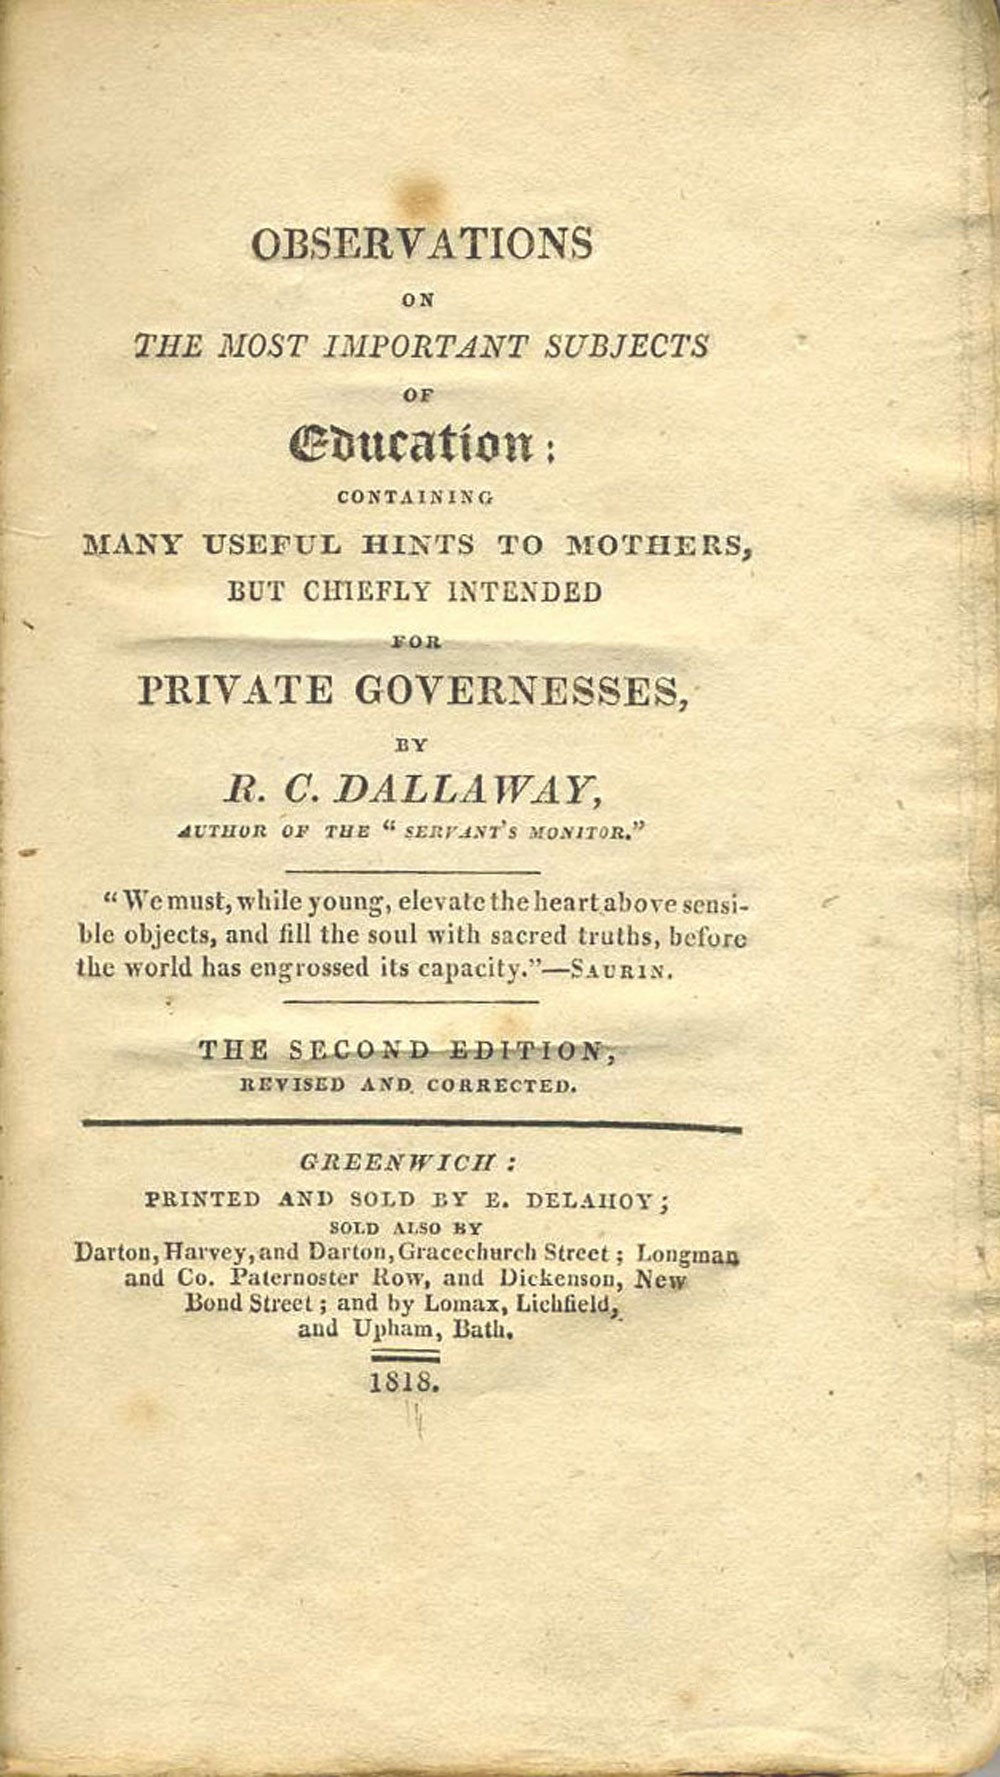 OBSERVATIONS
ON
THE MOST IMPORTANT SUBJECTS
OF
Education:
CONTAINING
MANY USEFUL HINTS TO MOTHERS,
BUT CHIEFLY INTENDED
FOR
PRIVATE GOVERNESSES,
BY
R. C. DALLAWAY,
AUTHOR OF THE “ SERVANT'S MONITOR.”
“We must, while young, elevate the heart above sensi-
ble objects, and fill the soul with sacred truths, before
the world has engrossed its capacity.”—SAURIN.
THE SECOND EDITION,
REVISED AND CORRECTED.
GREENWICH:
PRINTED AND SOLD BY E. DELAHOY;
SOLD ALSO BY
Darton, Harvey, and Darton, Gracechurch Street; Longman
and Co. Paternoster Row, and Dickenson, New
Bond Street; and by Lomax, Lichfield,
and Upham, Bath.
1818.